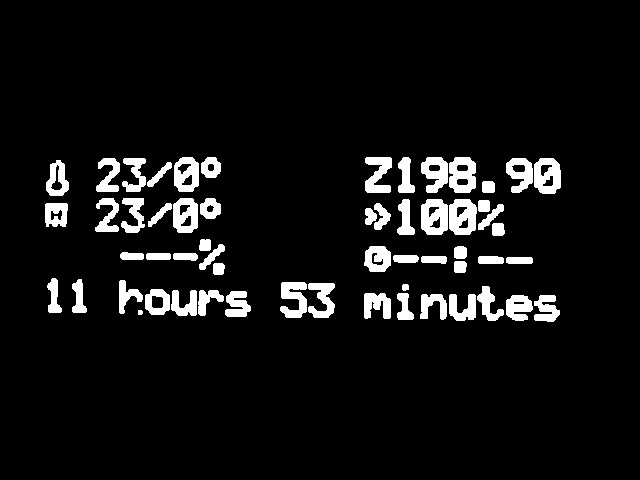 23/0° Z198.90
23/0° »100%
---% --:--
11 hours 53 minutes